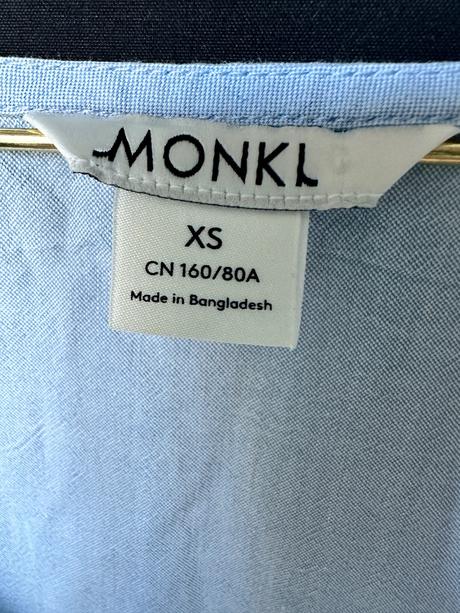 MONKI
XS
CN 160/80A
Made in Bangladesh